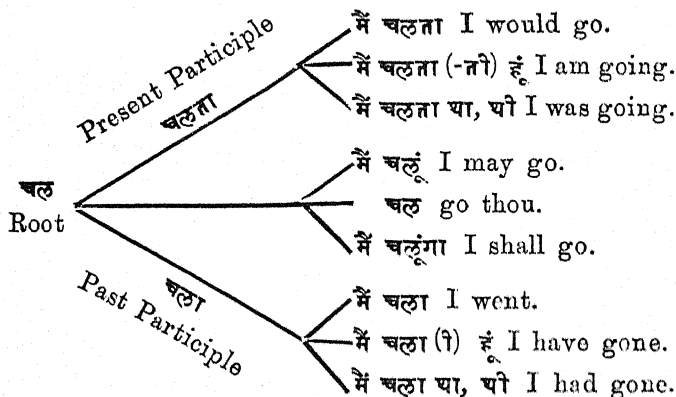 मैं चलता I would go.
Present Participle
चलता
मैं चलता (-ती) हूं I am going.
मैं चलता था, थी I was going.
मैं चलूं I may go.
चल
Root
चल go thou.
मैं चलूंगा I shall go.
चला
Past Participle
मैं चला I went.
मैं चला (ी) हूं I have gone.
मैं चला था, थी I had gone.